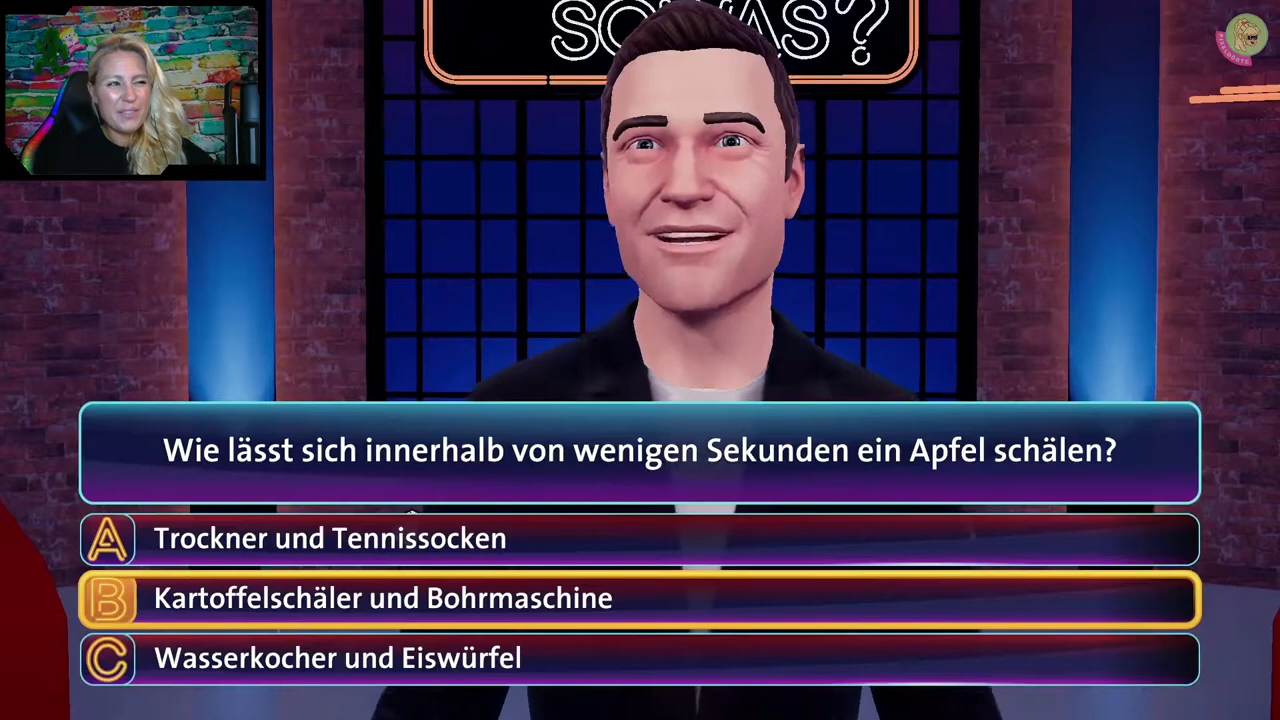 SOWAS?
Wie lässt sich innerhalb von wenigen Sekunden ein Apfel schälen?
A Trockner und Tennissocken
B Kartoffelschäler und Bohrmaschine
C Wasserkocher und Eiswürfel